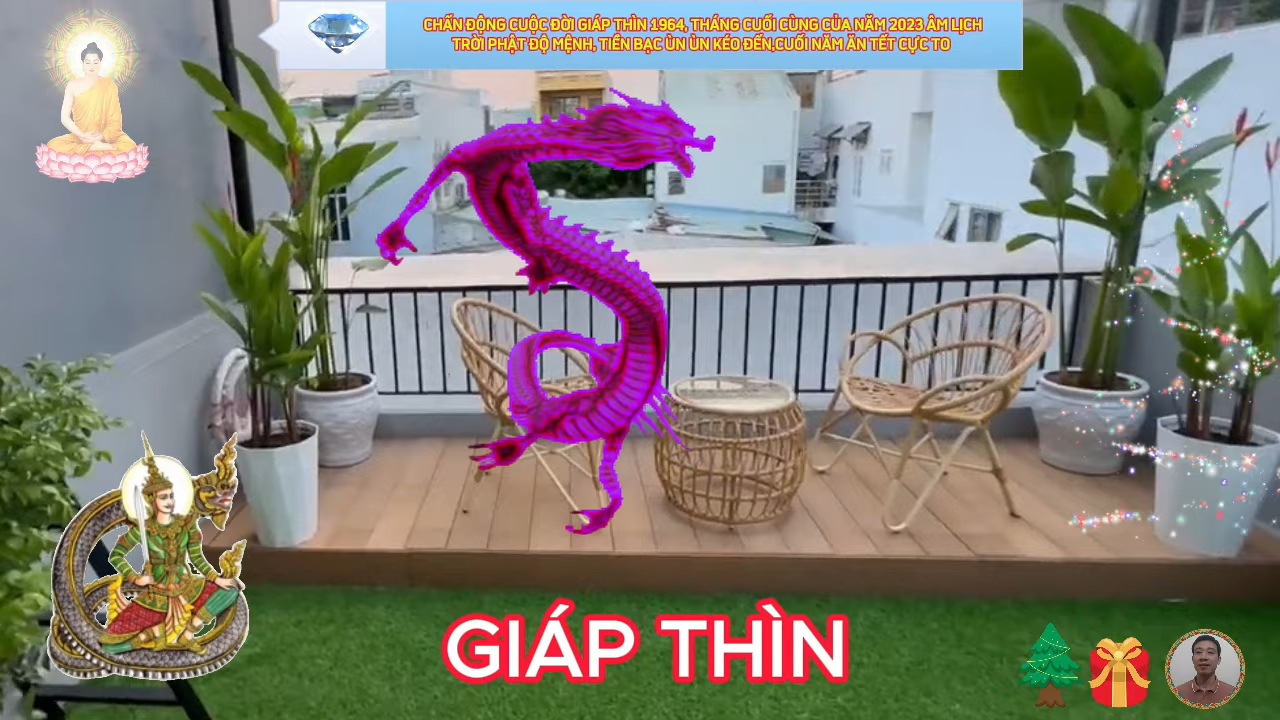 CHẤN ĐỘNG CUỘC ĐỜI GIÁP THÌN 1964, THÁNG CUỐI CÙNG CỦA NĂM 2023 ÂM LỊCH
TRỜI PHẬT ĐỘ MỆNH, TIỀN BẠC ÙN ÙN KÉO ĐẾN,CUỐI NĂM ĂN TẾT CỰC TO
GIÁP THÌN